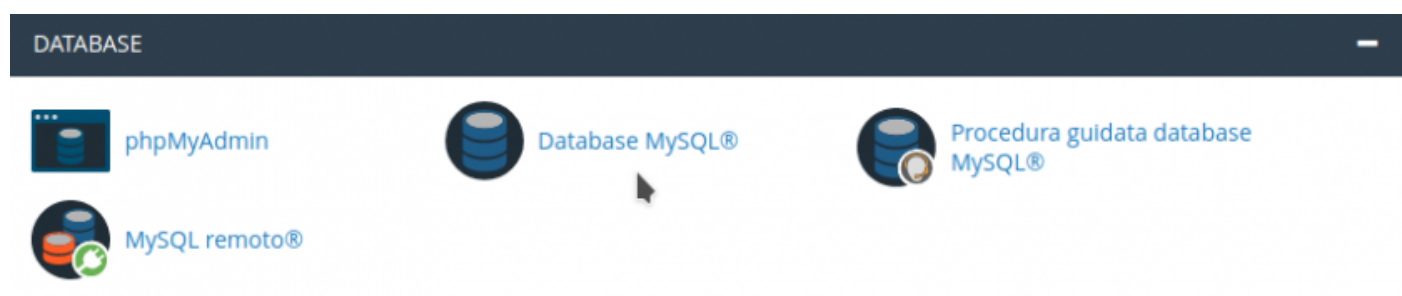 DATABASE
phpMyAdmin
Database MySQL®
Procedura guidata database
MySQL®
MySQL remoto®